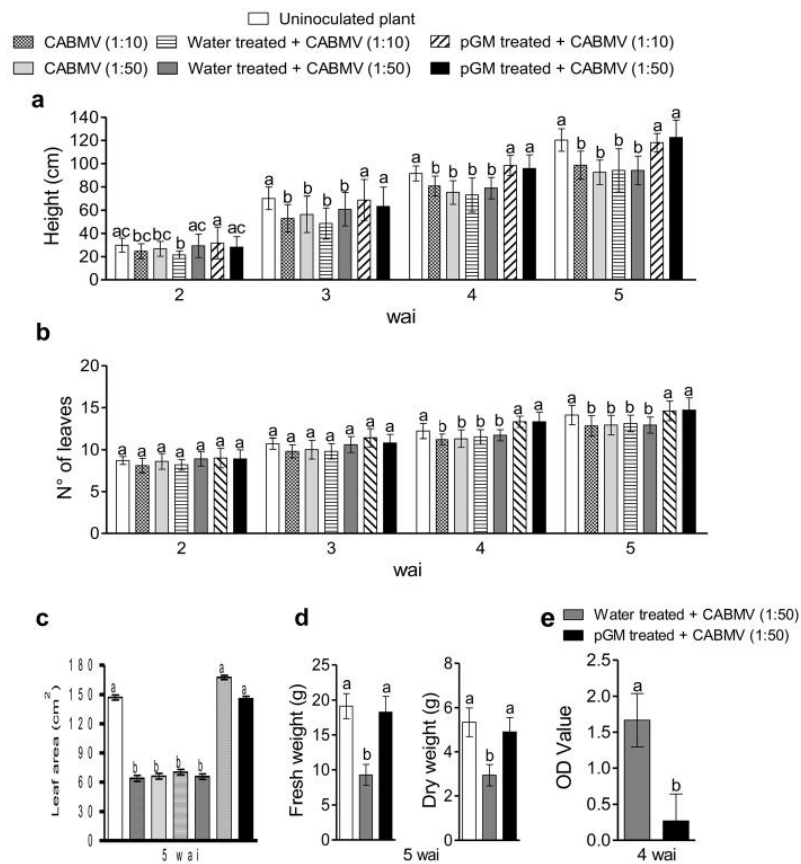 Uninoculated plant
CABMV (1:10) Water treated + CABMV (1:10) pGM treated + CABMV (1:10)
CABMV (1:50) Water treated + CABMV (1:50) pGM treated + CABMV (1:50)
a
Height (cm)
140
120
100
80
60
40
20
0
ac bc bc b ac a ac
a b b b b a a
a b b b b a a
a b b b b a a
2 3 4 5
wai
b
N° of leaves
20
15
10
5
0
a a a a a a a
a a a a a a a
a b b b b a a
a b b b b a a
2 3 4 5
wai
c
Leaf area (cm²)
180
150
120
90
60
30
0
a b b b b a a
5 wai
d
Fresh weight (g)
25
20
15
10
5
0
a b a
Dry weight (g)
8
6
4
2
0
a b a
5 wai
e
Water treated + CABMV (1:50)
pGM treated + CABMV (1:50)
OD Value
2.5
2.0
1.5
1.0
0.5
0.0
a b
4 wai